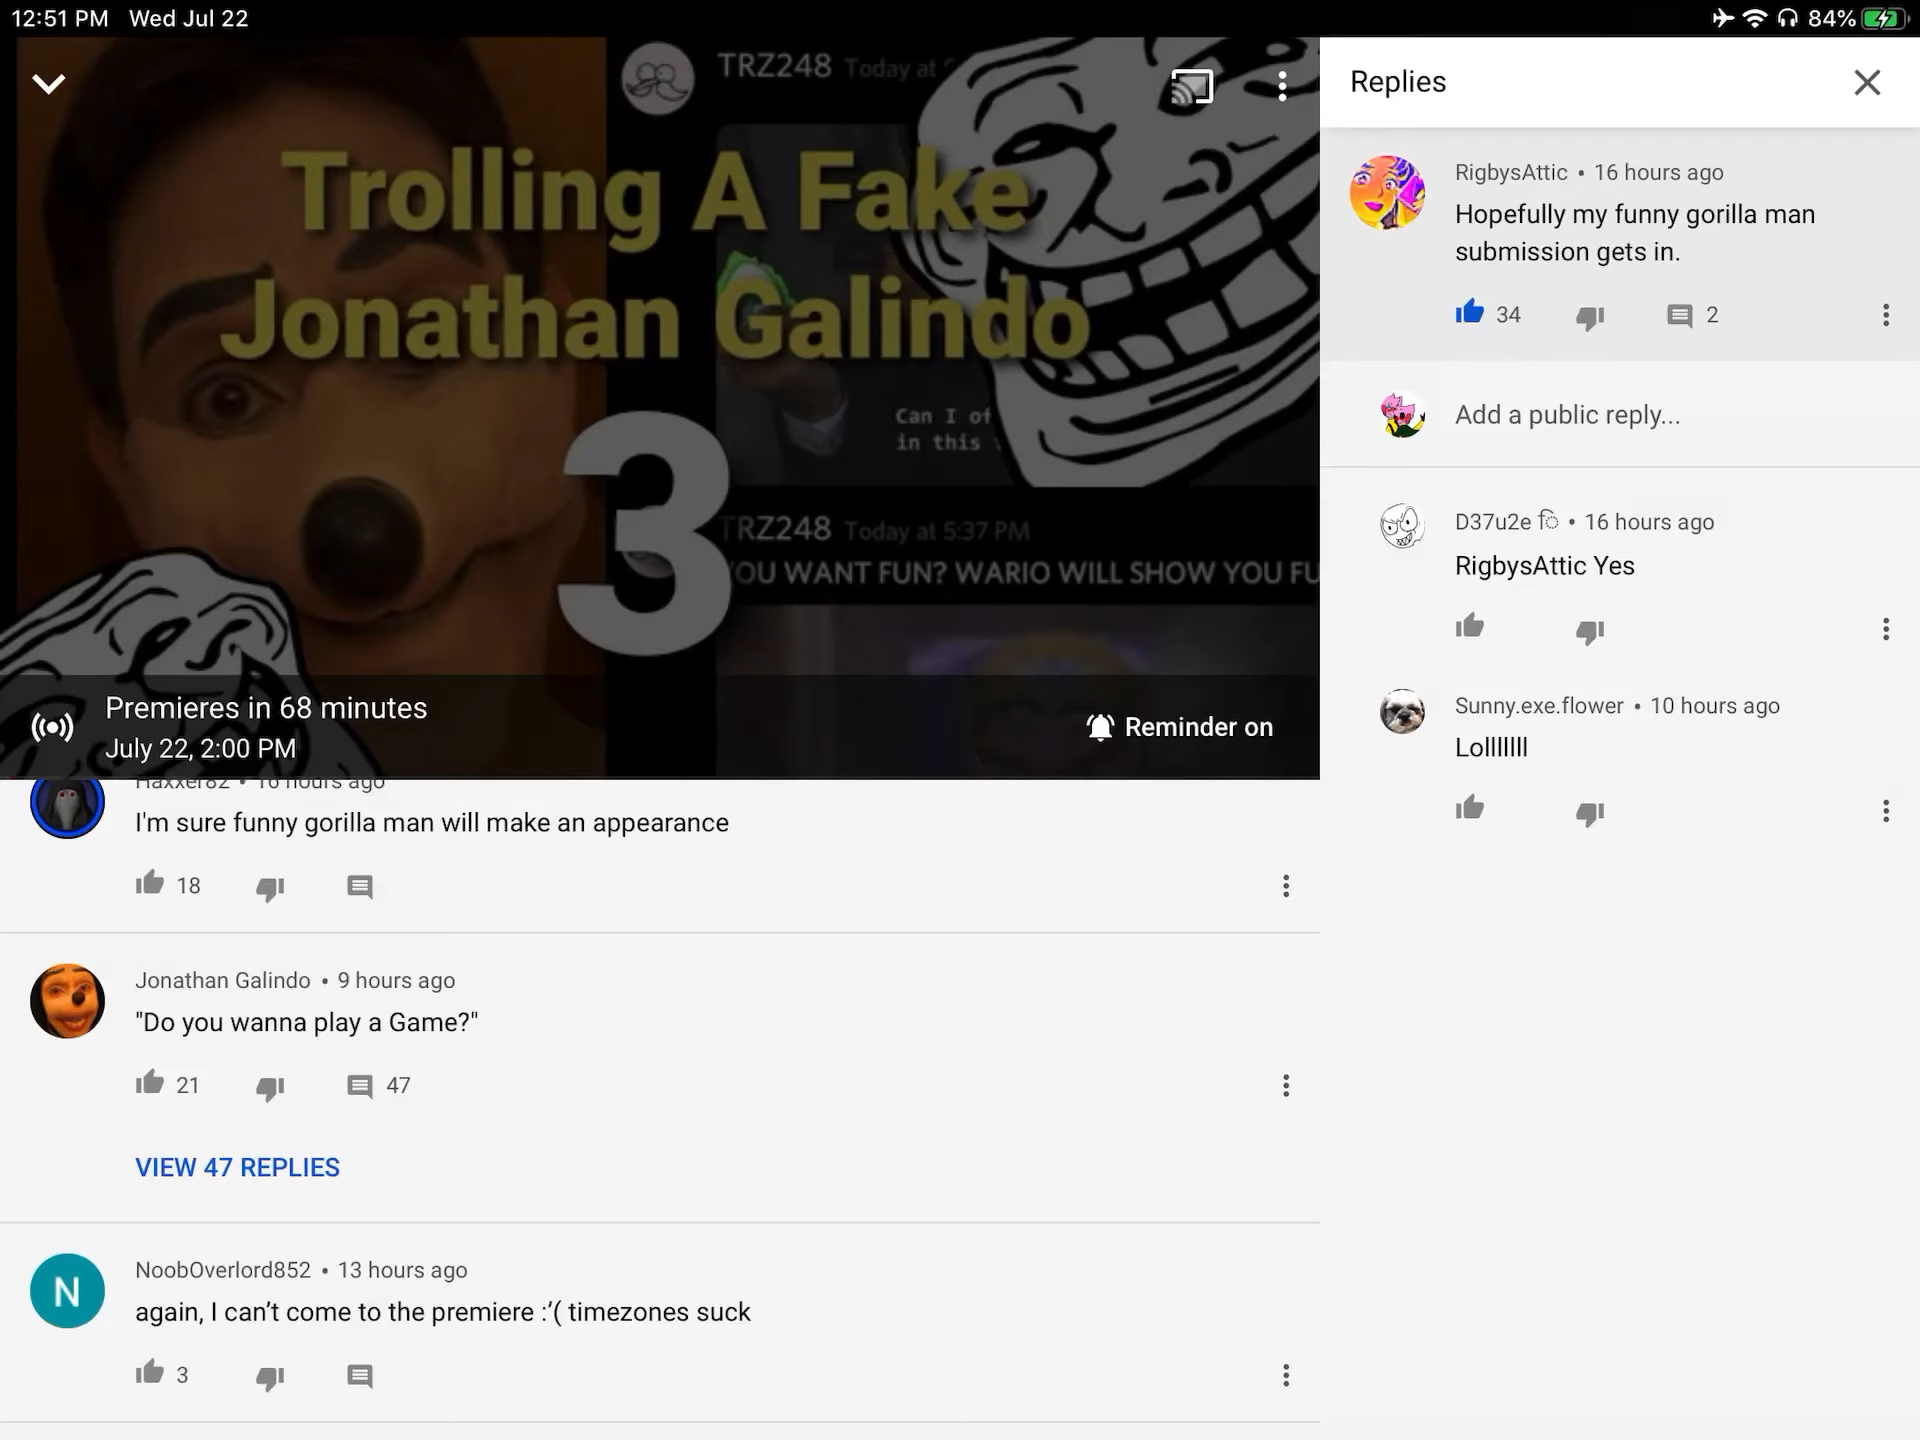 12:51 PM Wed Jul 22
84%
TRZ248 Today at
Trolling A Fake
Jonathan Galindo
3
Can I of
in this
TRZ248 Today at 5:37 PM
YOU WANT FUN? WARIO WILL SHOW YOU FU
Premieres in 68 minutes
July 22, 2:00 PM
Reminder on
Haxxer82 • 16 hours ago
I'm sure funny gorilla man will make an appearance
18
Jonathan Galindo • 9 hours ago
"Do you wanna play a Game?"
21 47
VIEW 47 REPLIES
N
NoobOverlord852 • 13 hours ago
again, I can’t come to the premiere :’( timezones suck
3
Replies
RigbysAttic • 16 hours ago
Hopefully my funny gorilla man
submission gets in.
34 2
Add a public reply...
D37u2e • 16 hours ago
RigbysAttic Yes
Sunny.exe.flower • 10 hours ago
Lolllllll